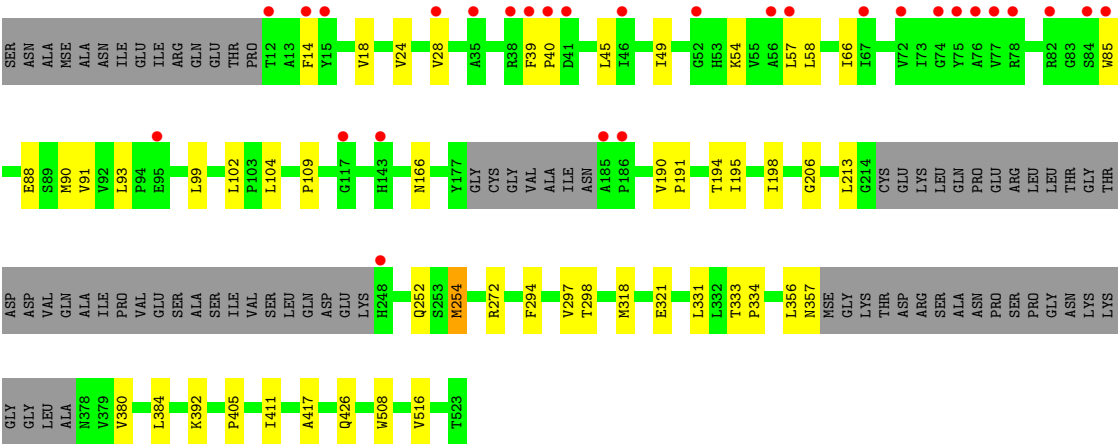 SER ASN ALA MSE ALA ASN ILE GLU ILE ARG GLN GLU THR PRO T12 A13 F14 Y15 V18 V24 V28 A35 R38 F39 P40 D41 L45 I46 I49 G52 H53 K54 V55 A56 L57 L58 I66 I67 V72 I73 G74 Y75 A76 V77 R78 R82 G83 S84 W85
E88 S89 M90 V91 V92 L93 P94 E95 L99 L102 P103 L104 P109 G117 H143 N166 Y177 GLY CYS GLY VAL ALA ILE ASN A185 P186 V190 P191 T194 I195 I198 G206 L213 G214 CYS GLU LYS LEU GLN PRO GLU ARG LEU LEU THR GLY THR
ASP ASP VAL GLN ALA ILE PRO VAL GLU SER ALA SER ILE VAL SER LEU GLN ASP GLU LYS H248 Q252 S253 M254 R272 F294 V297 T298 M318 E321 L331 L332 T333 P334 L356 N357 MSE GLY LYS THR ASP ARG SER ALA ASN PRO SER PRO GLY ASN LYS LYS
GLY GLY LEU ALA N378 V379 V380 L384 K392 P405 I411 A417 Q426 W508 V516 T523